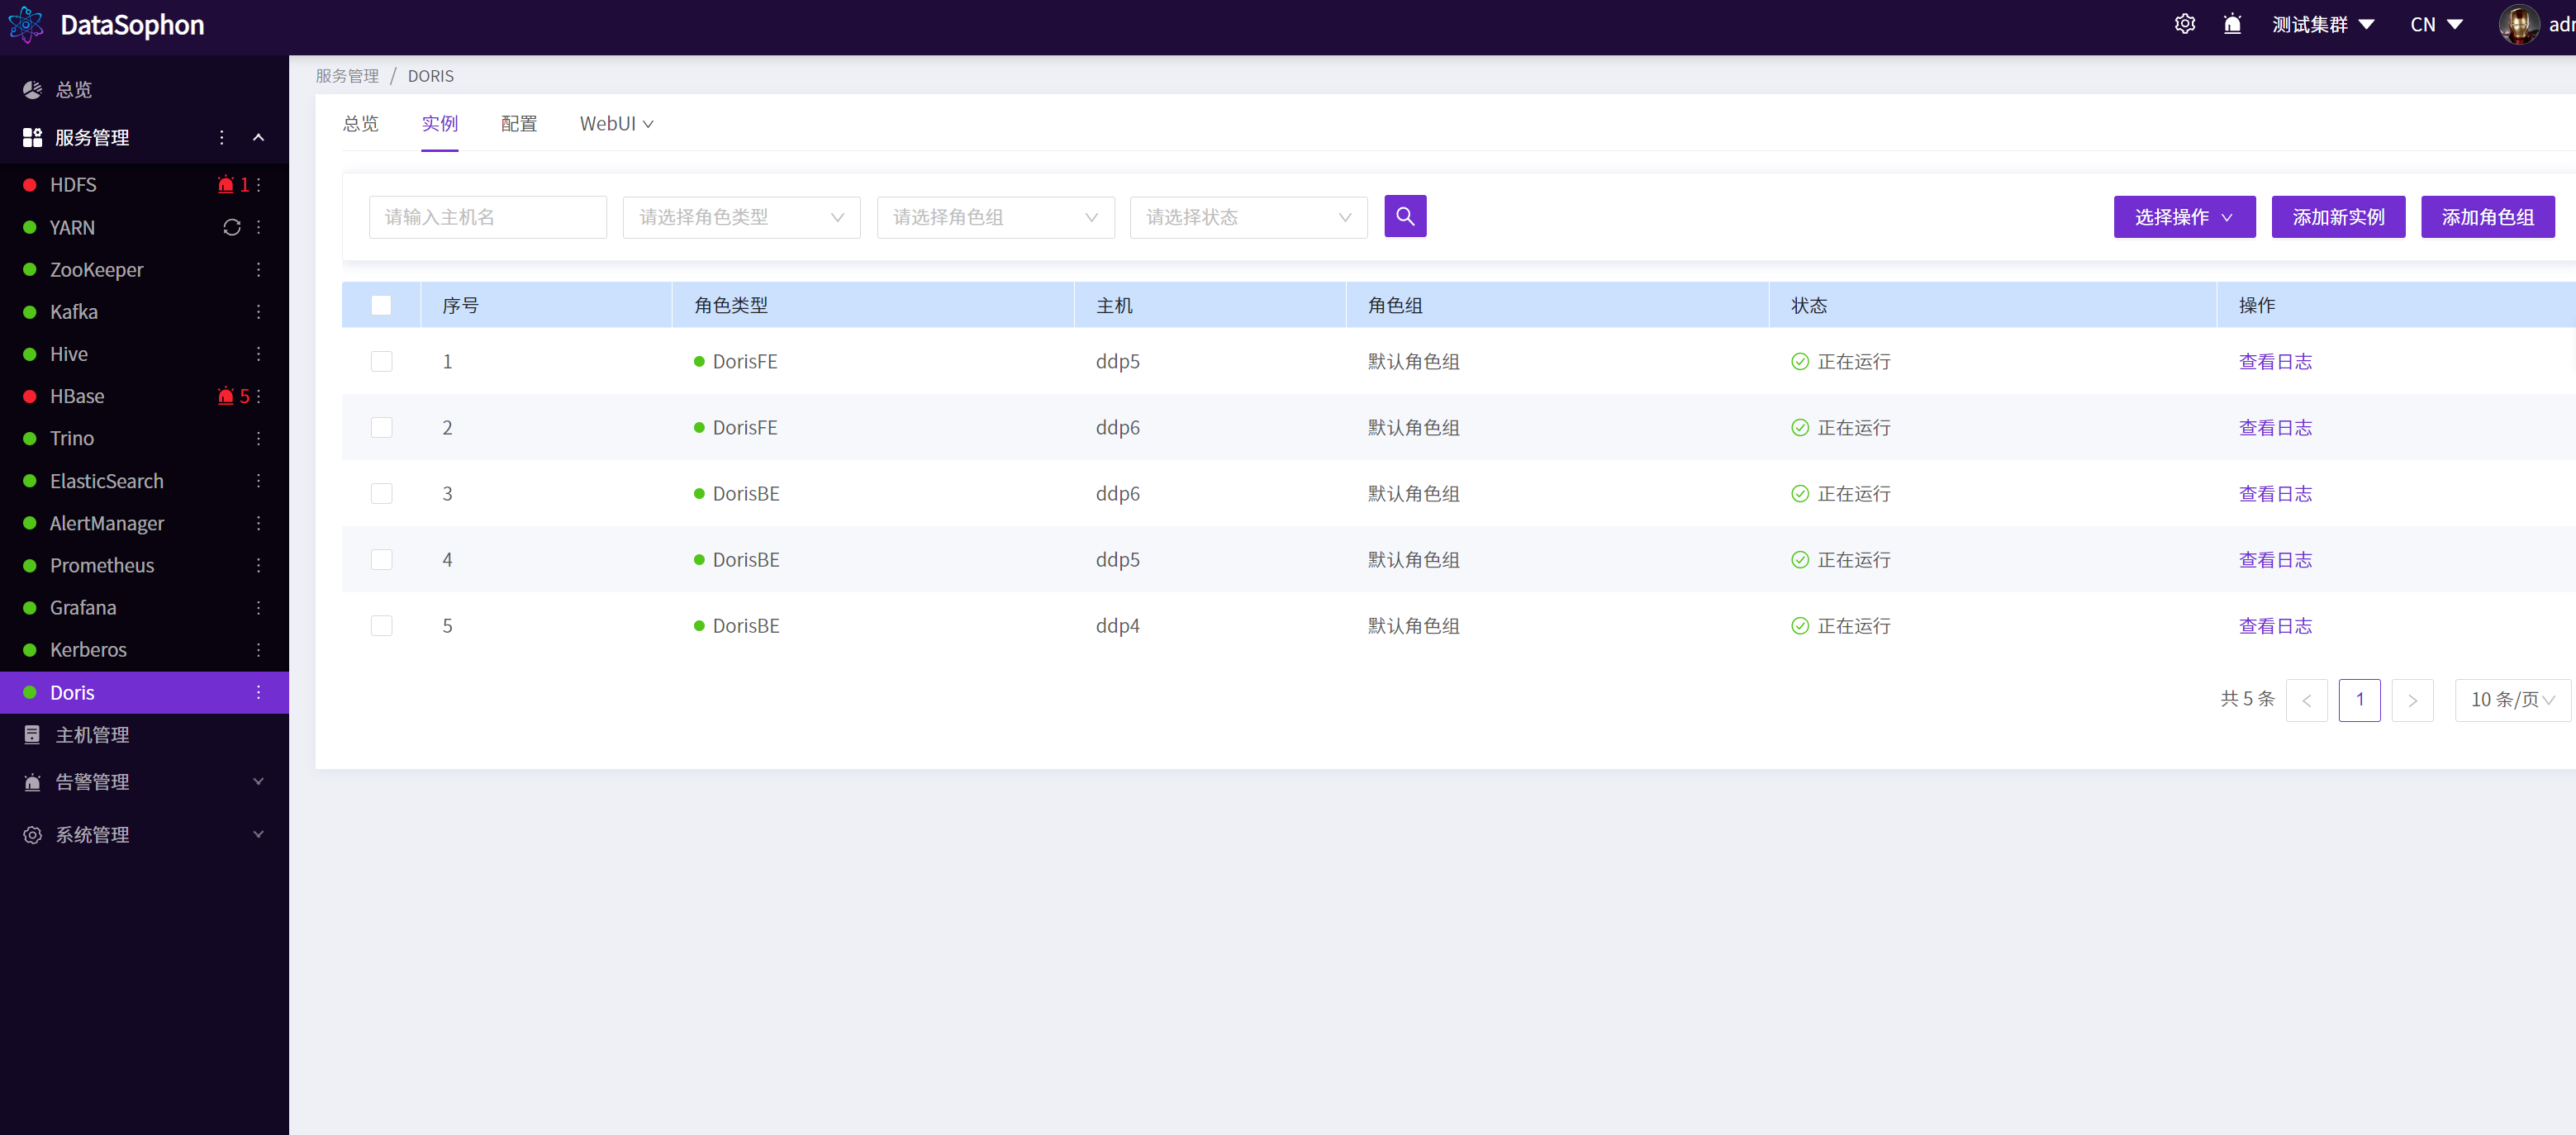 DataSophon
测试集群
CN
adr
总览
服务管理
HDFS 1
YARN
ZooKeeper
Kafka
Hive
HBase 5
Trino
ElasticSearch
AlertManager
Prometheus
Grafana
Kerberos
Doris
主机管理
告警管理
系统管理
服务管理 / DORIS
总览 实例 配置 WebUI
请输入主机名 请选择角色类型 请选择角色组 请选择状态 选择操作 添加新实例 添加角色组
序号 角色类型 主机 角色组 状态 操作
1 DorisFE ddp5 默认角色组 正在运行 查看日志
2 DorisFE ddp6 默认角色组 正在运行 查看日志
3 DorisBE ddp6 默认角色组 正在运行 查看日志
4 DorisBE ddp5 默认角色组 正在运行 查看日志
5 DorisBE ddp4 默认角色组 正在运行 查看日志
共 5 条 < 1 > 10 条/页